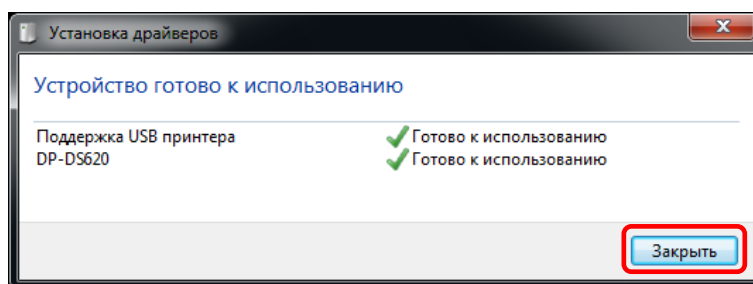 Установка драйверов
Устройство готово к использованию
Поддержка USB принтера Готово к использованию
DP-DS620 Готово к использованию
Закрыть